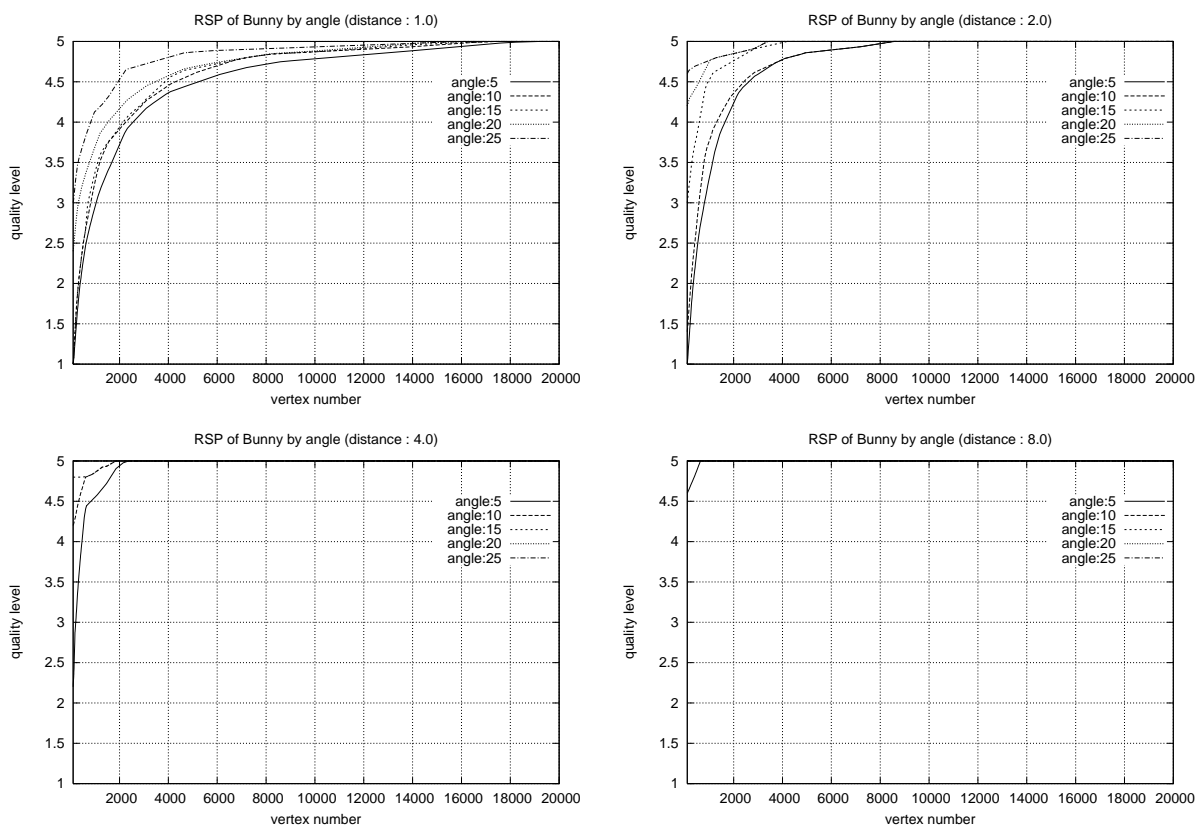 RSP of Bunny by angle (distance : 1.0)
5
4.5
4
3.5
3
2.5
2
1.5
1
quality level
angle:5
angle:10
angle:15
angle:20
angle:25
2000 4000 6000 8000 10000 12000 14000 16000 18000 20000
vertex number
RSP of Bunny by angle (distance : 2.0)
5
4.5
4
3.5
3
2.5
2
1.5
1
quality level
angle:5
angle:10
angle:15
angle:20
angle:25
2000 4000 6000 8000 10000 12000 14000 16000 18000 20000
vertex number
RSP of Bunny by angle (distance : 4.0)
5
4.5
4
3.5
3
2.5
2
1.5
1
quality level
angle:5
angle:10
angle:15
angle:20
angle:25
2000 4000 6000 8000 10000 12000 14000 16000 18000 20000
vertex number
RSP of Bunny by angle (distance : 8.0)
5
4.5
4
3.5
3
2.5
2
1.5
1
quality level
angle:5
angle:10
angle:15
angle:20
angle:25
2000 4000 6000 8000 10000 12000 14000 16000 18000 20000
vertex number